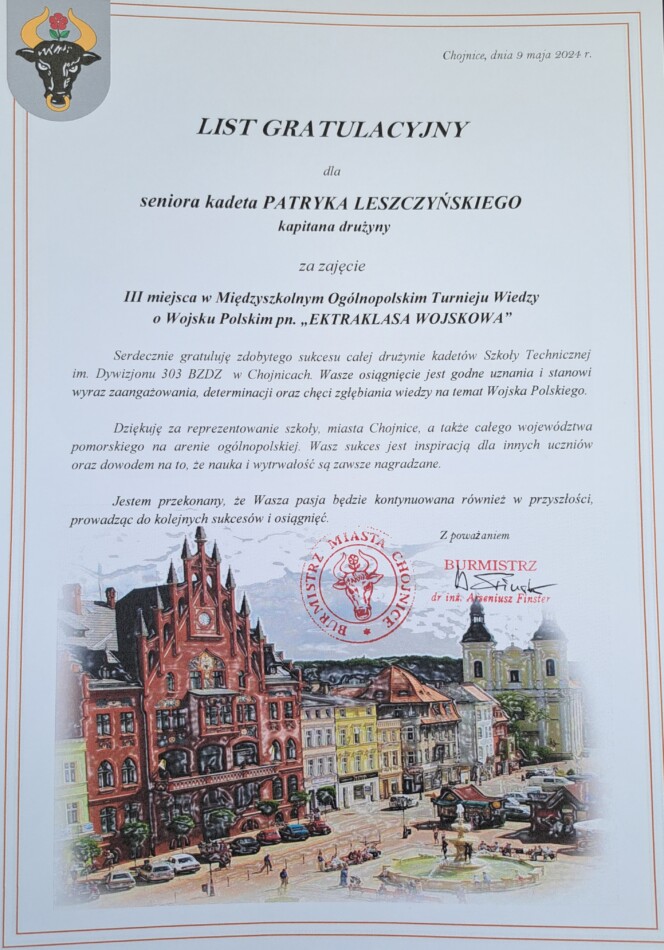 Chojnice, dnia 9 maja 2024 r.
LIST GRATULACYJNY
dla
seniora kadeta PATRYKA LESZCZYŃSKIEGO
kapitana drużyny
za zajęcie
III miejsca w Międzyszkolnym Ogólnopolskim Turnieju Wiedzy
o Wojsku Polskim pn. „EKTRAKLASA WOJSKOWA”
Serdecznie gratuluję zdobytego sukcesu całej drużynie kadetów Szkoły Technicznej
im. Dywizjonu 303 BZDZ w Chojnicach. Wasze osiągnięcie jest godne uznania i stanowi
wyraz zaangażowania, determinacji oraz chęci zgłębiania wiedzy na temat Wojska Polskiego.
Dziękuję za reprezentowanie szkoły, miasta Chojnice, a także całego województwa
pomorskiego na arenie ogólnopolskiej. Wasz sukces jest inspiracją dla innych uczniów
oraz dowodem na to, że nauka i wytrwałość są zawsze nagradzane.
Jestem przekonany, że Wasza pasja będzie kontynuowana również w przyszłości,
prowadząc do kolejnych sukcesów i osiągnięć.
Z poważaniem
BURMISTRZ MIASTA CHOJNICE
BURMISTRZ
dr inż. Arseniusz Finster